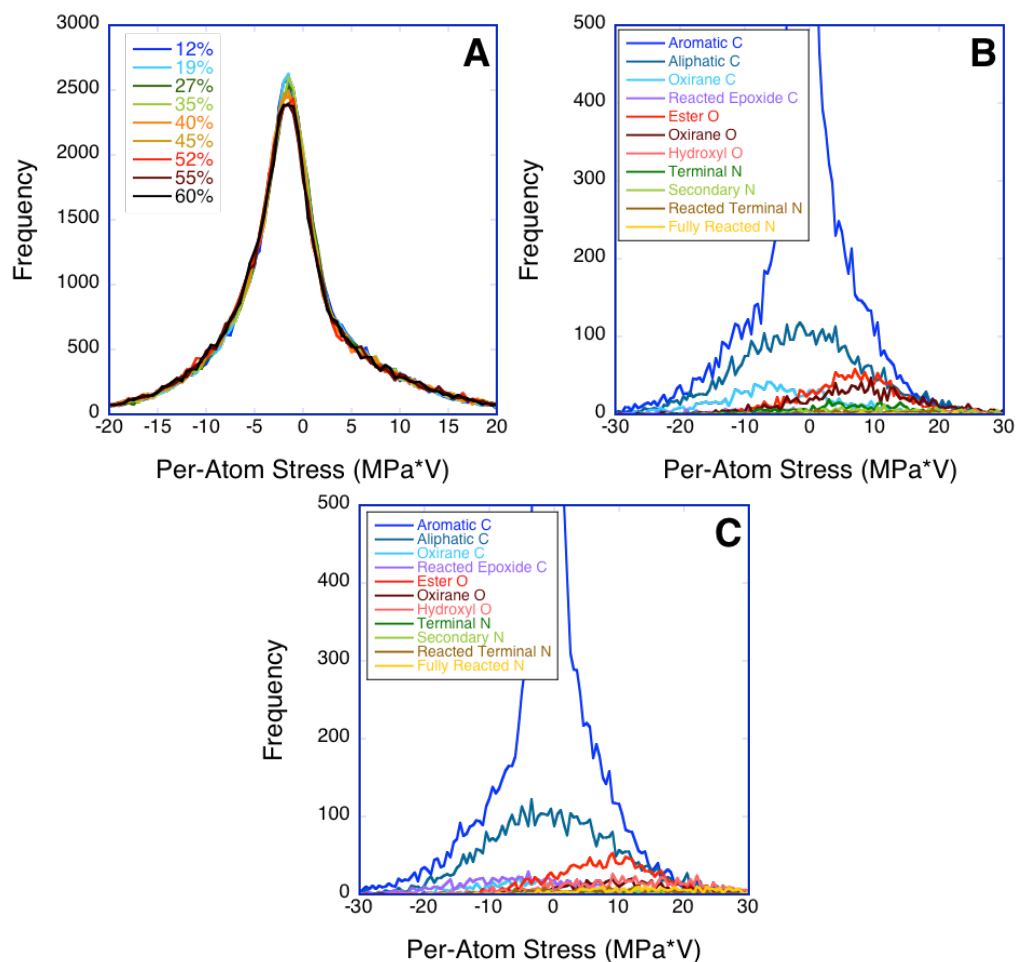 A
3000
2500
2000
1500
1000
500
0
12%
19%
27%
35%
40%
45%
52%
55%
60%
Frequency
-20 -15 -10 -5 0 5 10 15 20
Per-Atom Stress (MPa*V)
B
500
400
300
200
100
0
Aromatic C
Aliphatic C
Oxirane C
Reacted Epoxide C
Ester O
Oxirane O
Hydroxyl O
Terminal N
Secondary N
Reacted Terminal N
Fully Reacted N
Frequency
-30 -20 -10 0 10 20 30
Per-Atom Stress (MPa*V)
C
500
400
300
200
100
0
Aromatic C
Aliphatic C
Oxirane C
Reacted Epoxide C
Ester O
Oxirane O
Hydroxyl O
Terminal N
Secondary N
Reacted Terminal N
Fully Reacted N
Frequency
-30 -20 -10 0 10 20 30
Per-Atom Stress (MPa*V)